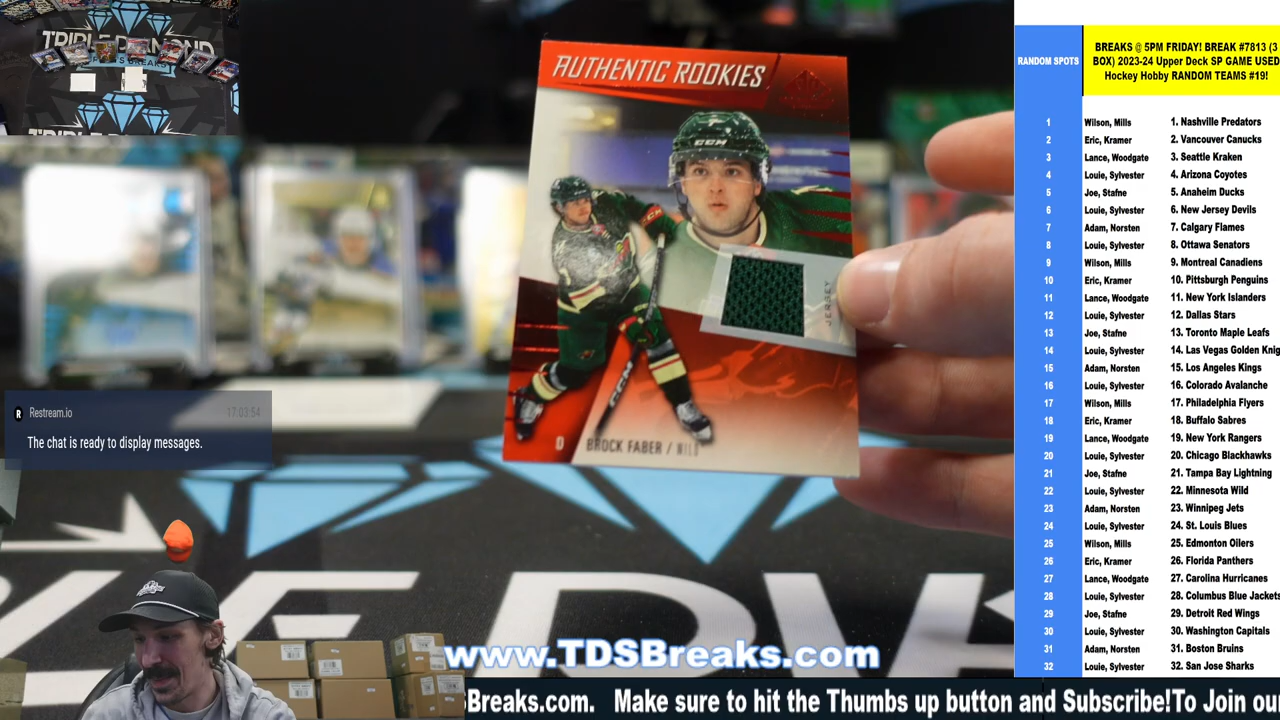 TRIPLE DIAMOND
AUTHENTIC ROOKIES
CCM
JERSEY
CCM
BROCK FABER / WILD
Restream.io 17:03:54
The chat is ready to display messages.
www.TDSBreaks.com
Breaks.com. Make sure to hit the Thumbs up button and Subscribe!To Join ou
RANDOM SPOTS
BREAKS @ 5PM FRIDAY! BREAK #7813 (3
BOX) 2023-24 Upper Deck SP GAME USED
Hockey Hobby RANDOM TEAMS #19!
1 Wilson, Mills 1. Nashville Predators
2 Eric, Kramer 2. Vancouver Canucks
3 Lance, Woodgate 3. Seattle Kraken
4 Louie, Sylvester 4. Arizona Coyotes
5 Joe, Stafne 5. Anaheim Ducks
6 Louie, Sylvester 6. New Jersey Devils
7 Adam, Norsten 7. Calgary Flames
8 Louie, Sylvester 8. Ottawa Senators
9 Wilson, Mills 9. Montreal Canadiens
10 Eric, Kramer 10. Pittsburgh Penguins
11 Lance, Woodgate 11. New York Islanders
12 Louie, Sylvester 12. Dallas Stars
13 Joe, Stafne 13. Toronto Maple Leafs
14 Louie, Sylvester 14. Las Vegas Golden Knig
15 Adam, Norsten 15. Los Angeles Kings
16 Louie, Sylvester 16. Colorado Avalanche
17 Wilson, Mills 17. Philadelphia Flyers
18 Eric, Kramer 18. Buffalo Sabres
19 Lance, Woodgate 19. New York Rangers
20 Louie, Sylvester 20. Chicago Blackhawks
21 Joe, Stafne 21. Tampa Bay Lightning
22 Louie, Sylvester 22. Minnesota Wild
23 Adam, Norsten 23. Winnipeg Jets
24 Louie, Sylvester 24. St. Louis Blues
25 Wilson, Mills 25. Edmonton Oilers
26 Eric, Kramer 26. Florida Panthers
27 Lance, Woodgate 27. Carolina Hurricanes
28 Louie, Sylvester 28. Columbus Blue Jackets
29 Joe, Stafne 29. Detroit Red Wings
30 Louie, Sylvester 30. Washington Capitals
31 Adam, Norsten 31. Boston Bruins
32 Louie, Sylvester 32. San Jose Sharks